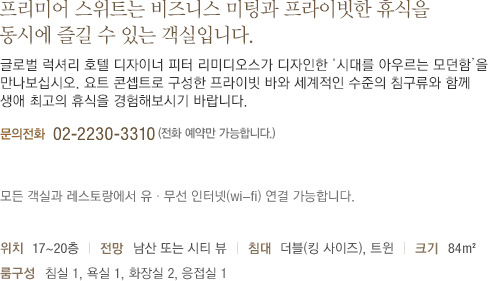 프리미어 스위트는 비즈니스 미팅과 프라이빗한 휴식을
동시에 즐길 수 있는 객실입니다.
글로벌 럭셔리 호텔 디자이너 피터 리미디오스가 디자인한 ‘시대를 아우르는 모던함’을
만나보십시오. 요트 콘셉트로 구성한 프라이빗 바와 세계적인 수준의 침구류와 함께
생애 최고의 휴식을 경험해보시기 바랍니다.
문의전화 02-2230-3310 (전화 예약만 가능합니다.)
모든 객실과 레스토랑에서 유 · 무선 인터넷(wi-fi) 연결 가능합니다.
위치 17~20층 | 전망 남산 또는 시티 뷰 | 침대 더블(킹 사이즈), 트윈 | 크기 84m²
룸구성 침실 1, 욕실 1, 화장실 2, 응접실 1